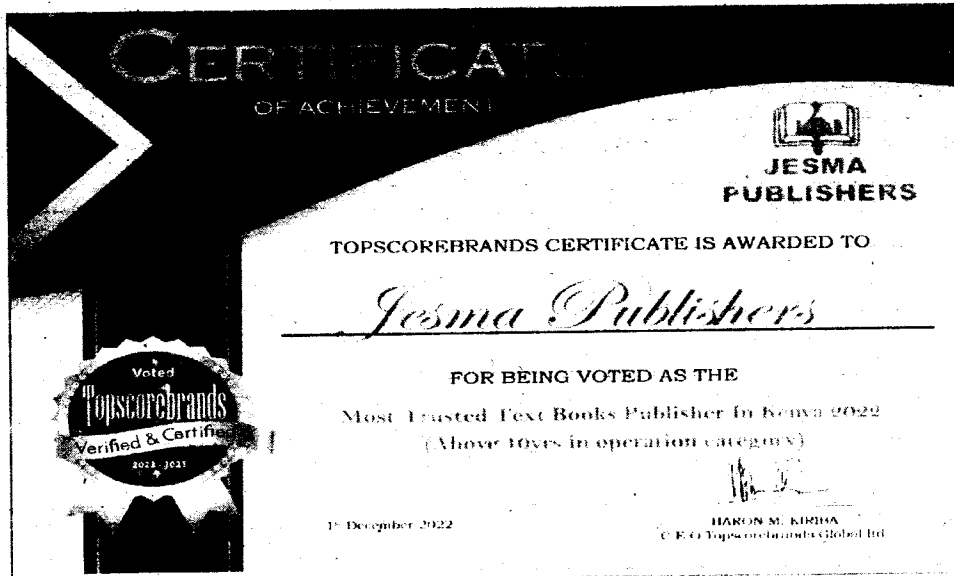 CERTIFICATE
OF ACHIEVEMENT
JESMA
PUBLISHERS
TOPSCOREBRANDS CERTIFICATE IS AWARDED TO
Jesma Publishers
FOR BEING VOTED AS THE
Most Trusted Text Books Publisher In Kenya 2022
(Above 10yrs in operation category)
Voted
Topscorebrands
Verified & Certifie
1st December 2022
HARON M. KIRIBA
C.E.O Topscorebrands Global ltd